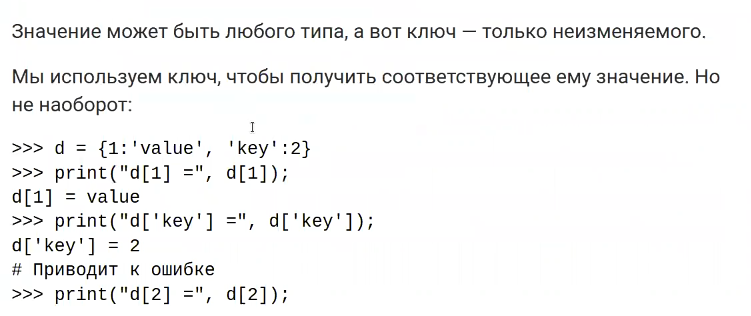 Значение может быть любого типа, а вот ключ — только неизменяемого.
Мы используем ключ, чтобы получить соответствующее ему значение. Но
не наоборот:
>>> d = {1:'value', 'key':2}
>>> print("d[1] =", d[1]);
d[1] = value
>>> print("d['key'] =", d['key']);
d['key'] = 2
# Приводит к ошибке
>>> print("d[2] =", d[2]);